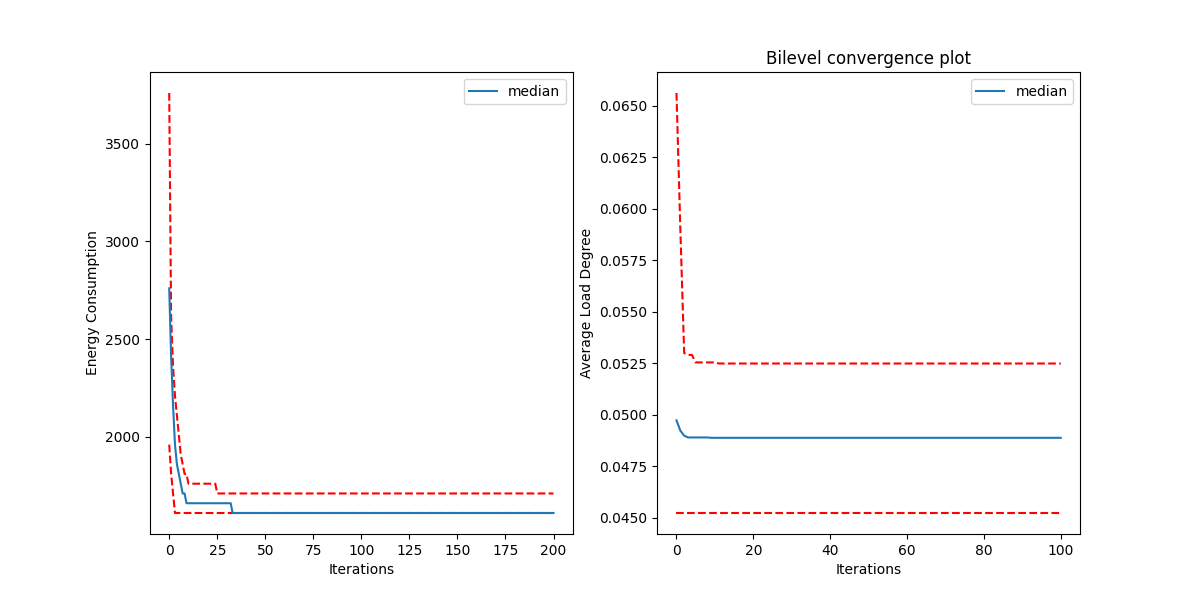 median
3500
3000
2500
2000
Energy Consumption
0 25 50 75 100 125 150 175 200
Iterations
Bilevel convergence plot
median
0.0650
0.0625
0.0600
0.0575
0.0550
0.0525
0.0500
0.0475
0.0450
Average Load Degree
0 20 40 60 80 100
Iterations